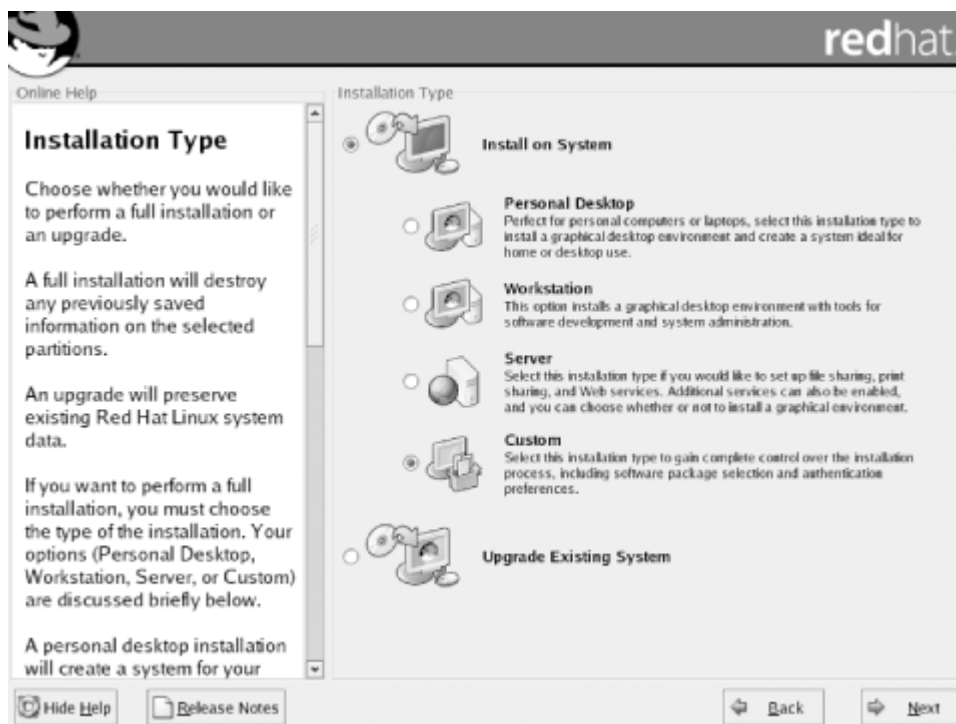 redhat.
Online Help
Installation Type
Choose whether you would like
to perform a full installation or
an upgrade.
A full installation will destroy
any previously saved
information on the selected
partitions.
An upgrade will preserve
existing Red Hat Linux system
data.
If you want to perform a full
installation, you must choose
the type of the installation. Your
options (Personal Desktop,
Workstation, Server, or Custom)
are discussed briefly below.
A personal desktop installation
will create a system for your
Installation Type
Install on System
Personal Desktop
Perfect for personal computers or laptops, select this installation type to
install a graphical desktop environment and create a system ideal for
home or desktop use.
Workstation
This option installs a graphical desktop environment with tools for
software development and system administration.
Server
Select this installation type if you would like to set up file sharing, print
sharing, and Web services. Additional services can also be enabled,
and you can choose whether or not to install a graphical environment.
Custom
Select this installation type to gain complete control over the installation
process, including software package selection and authentication
preferences.
Upgrade Existing System
Hide Help
Release Notes
Back
Next